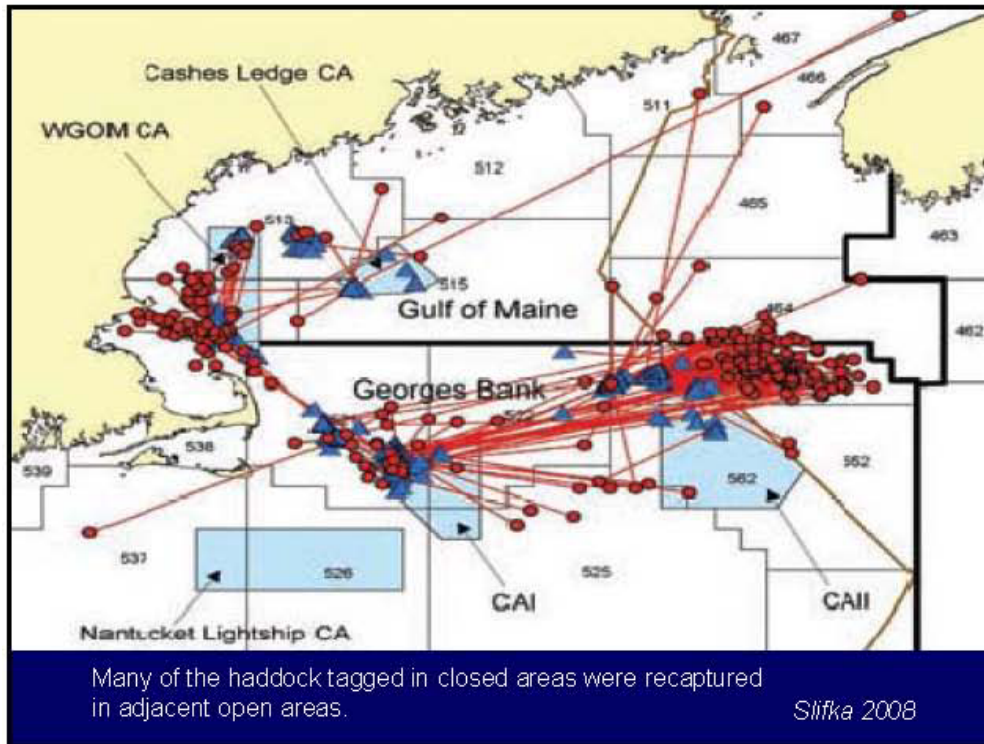 467
Cashes Ledge CA
466
511
WGOM CA
512
465
513
463
515
Gulf of Maine
464
462
Georges Bank
538
539
552
562
537
526
525
CAI
CAII
Nantucket Lightship CA
Many of the haddock tagged in closed areas were recaptured
in adjacent open areas.
Slifka 2008